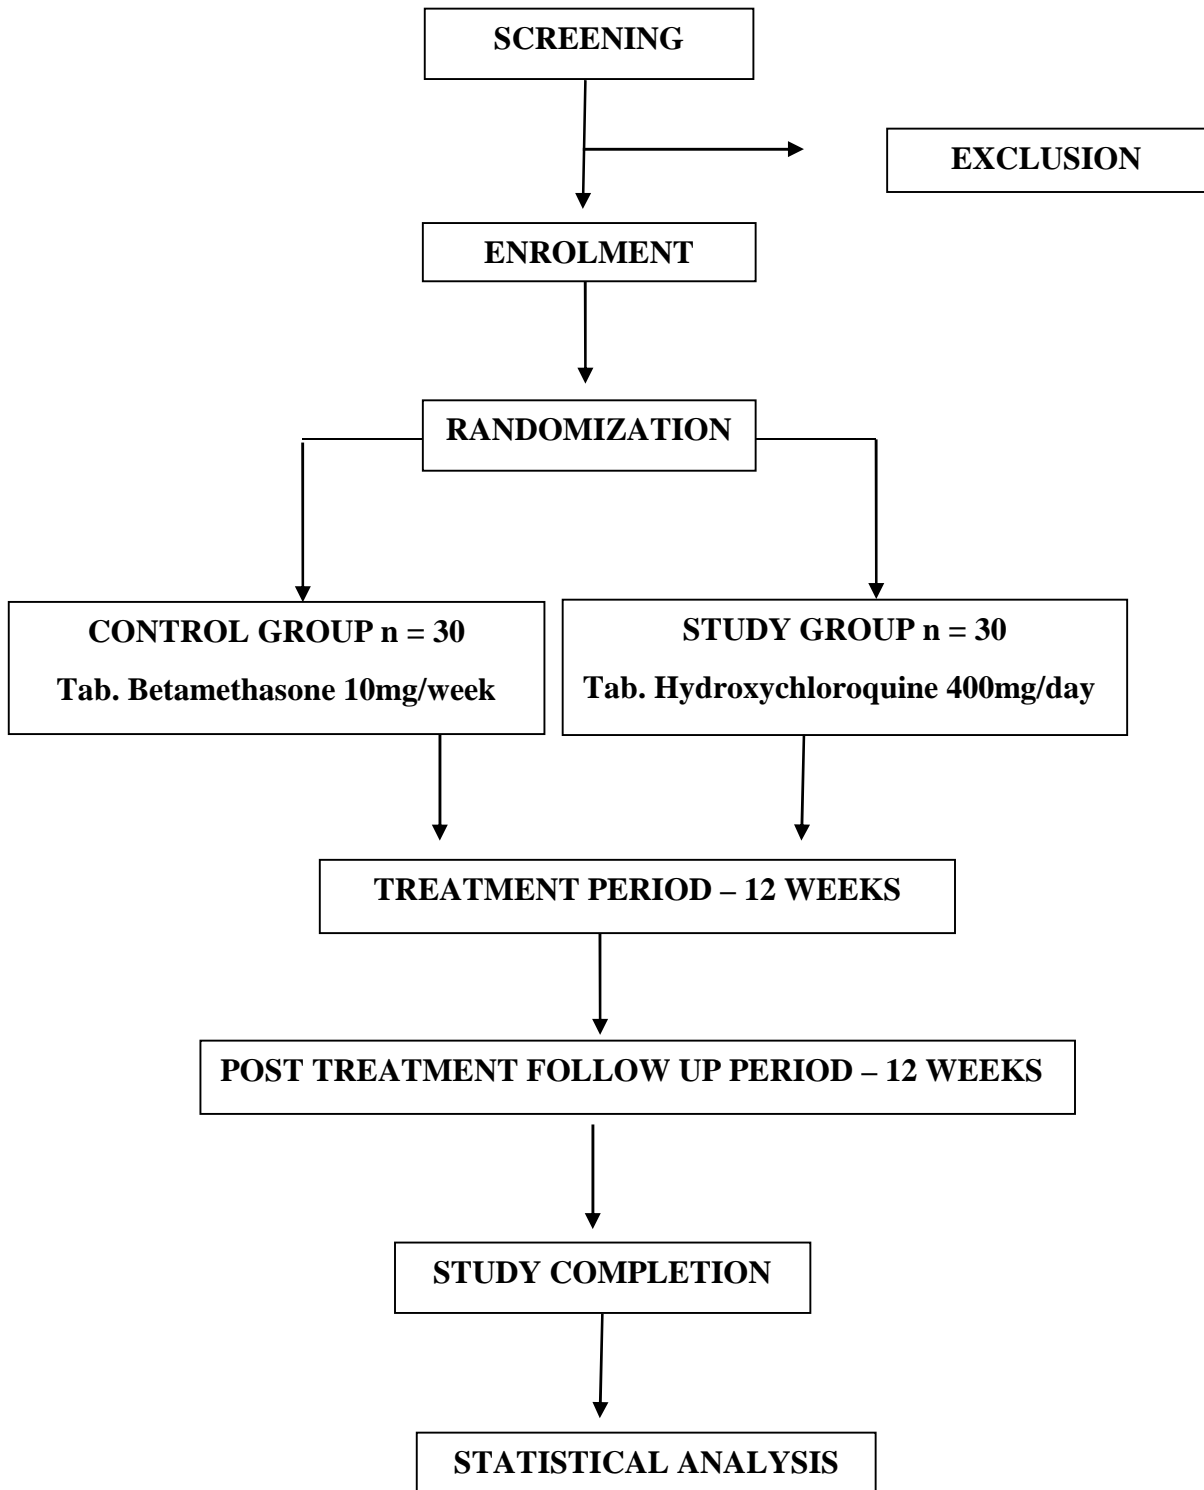 SCREENING
EXCLUSION
ENROLMENT
RANDOMIZATION
CONTROL GROUP n = 30
Tab. Betamethasone 10mg/week
STUDY GROUP n = 30
Tab. Hydroxychloroquine 400mg/day
TREATMENT PERIOD – 12 WEEKS
POST TREATMENT FOLLOW UP PERIOD – 12 WEEKS
STUDY COMPLETION
STATISTICAL ANALYSIS